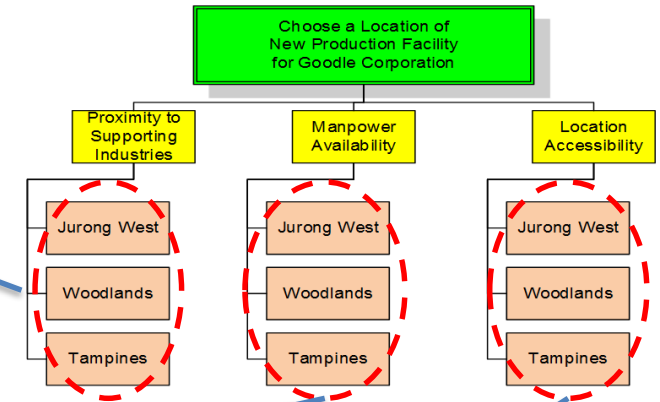 Choose a Location of
New Production Facility
for Goodle Corporation
Proximity to
Supporting
Industries
Manpower
Availability
Location
Accessibility
Jurong West
Jurong West
Jurong West
Woodlands
Woodlands
Woodlands
Tampines
Tampines
Tampines